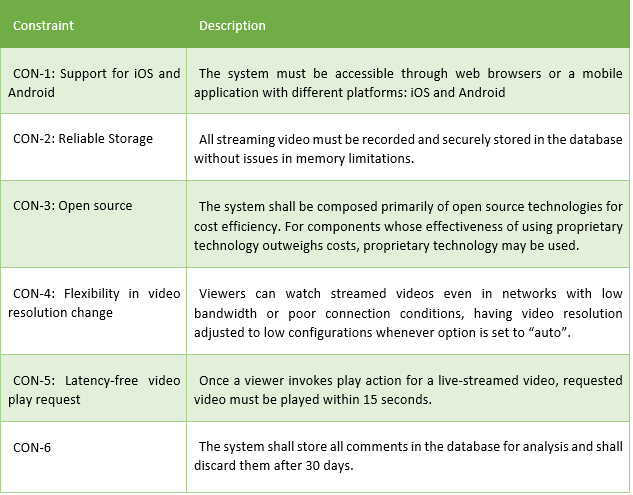 Constraint Description
CON-1: Support for iOS and
Android
The system must be accessible through web browsers or a mobile
application with different platforms: iOS and Android
CON-2: Reliable Storage
All streaming video must be recorded and securely stored in the database
without issues in memory limitations.
CON-3: Open source
The system shall be composed primarily of open source technologies for
cost efficiency. For components whose effectiveness of using proprietary
technology outweighs costs, proprietary technology may be used.
CON-4: Flexibility in video
resolution change
Viewers can watch streamed videos even in networks with low
bandwidth or poor connection conditions, having video resolution
adjusted to low configurations whenever option is set to “auto”.
CON-5: Latency-free video
play request
Once a viewer invokes play action for a live-streamed video, requested
video must be played within 15 seconds.
CON-6
The system shall store all comments in the database for analysis and shall
discard them after 30 days.